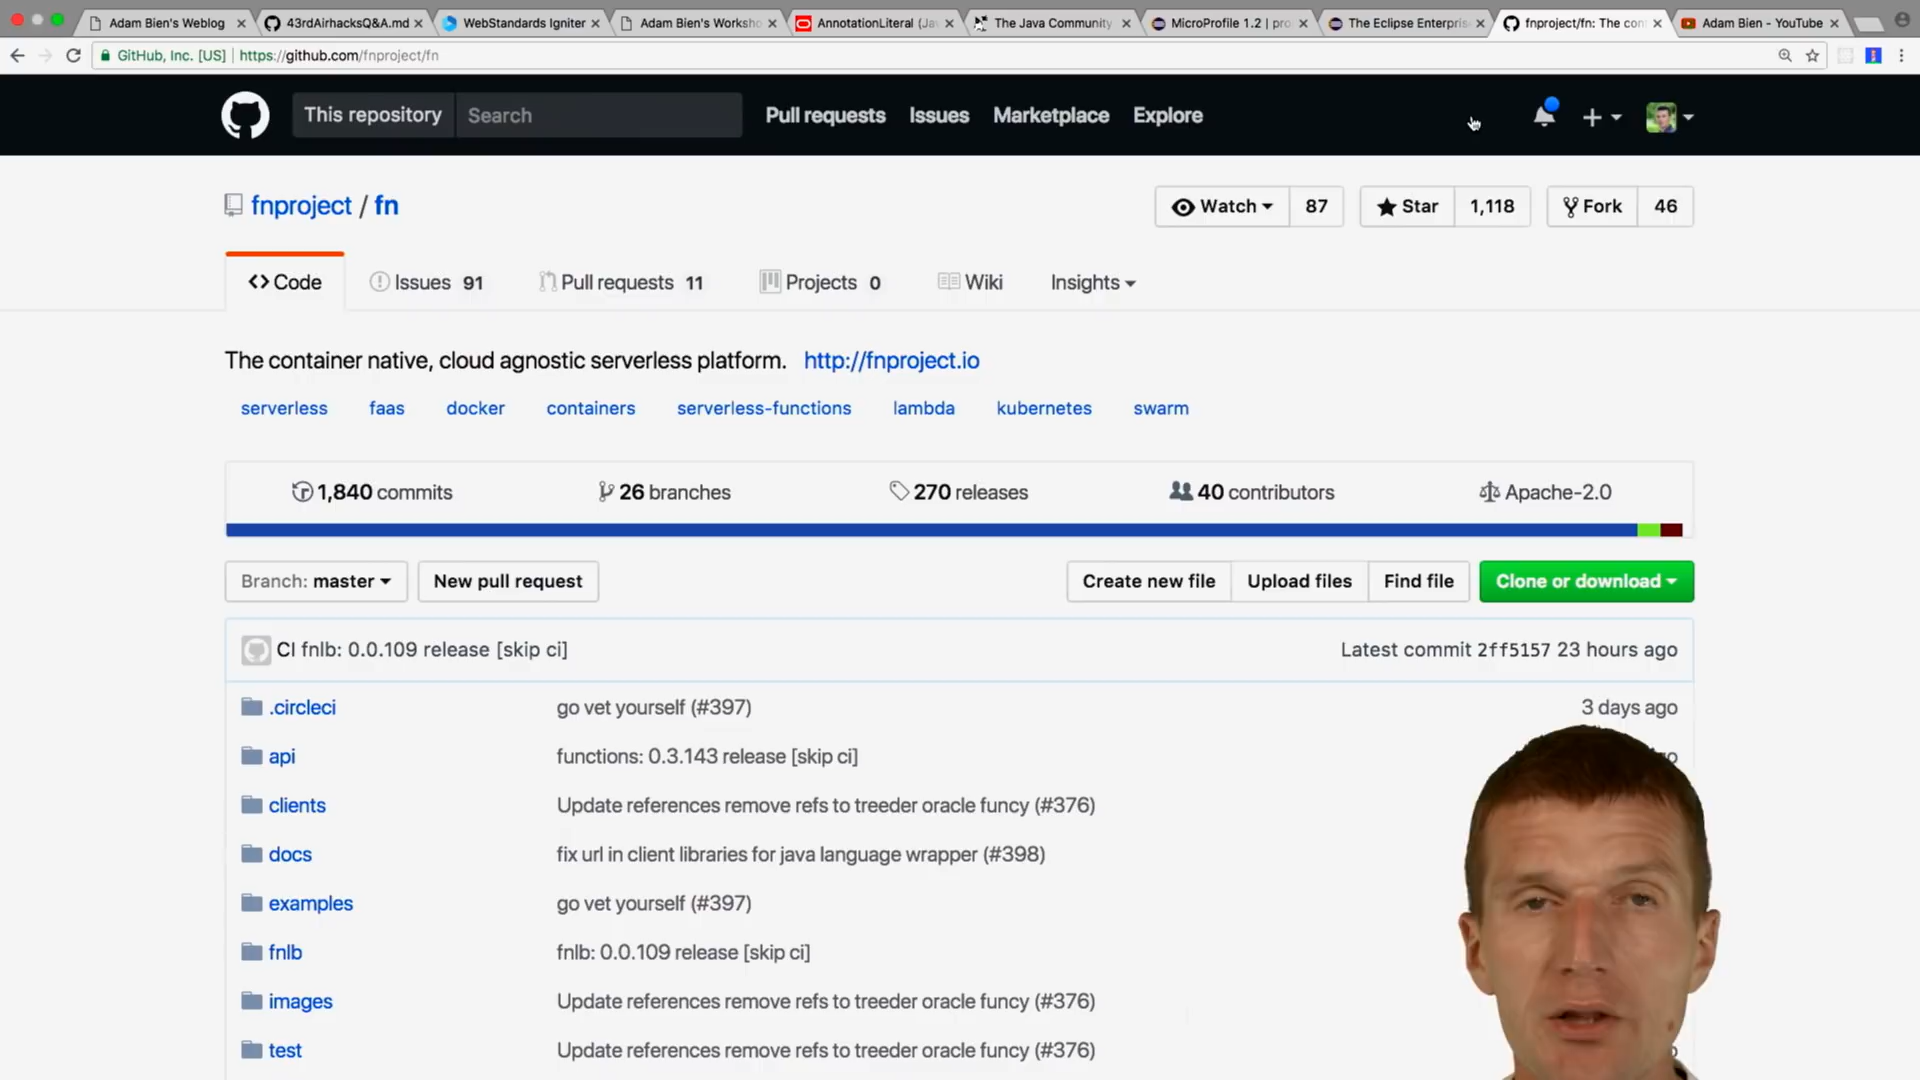 Adam Bien's Weblog
43rdAirhacksQ&A.md
WebStandards Igniter
Adam Bien's Worksho
AnnotationLiteral (Ja
The Java Community
MicroProfile 1.2 | pro
The Eclipse Enterpris
fnproject/fn: The con
Adam Bien - YouTube
GitHub, Inc. [US] | https://github.com/fnproject/fn
This repository Search Pull requests Issues Marketplace Explore
fnproject / fn
Watch 87 Star 1,118 Fork 46
Code Issues 91 Pull requests 11 Projects 0 Wiki Insights
The container native, cloud agnostic serverless platform. http://fnproject.io
serverless faas docker containers serverless-functions lambda kubernetes swarm
1,840 commits 26 branches 270 releases 40 contributors Apache-2.0
Branch: master New pull request Create new file Upload files Find file Clone or download
CI fnlb: 0.0.109 release [skip ci] Latest commit 2ff5157 23 hours ago
.circleci go vet yourself (#397) 3 days ago
api functions: 0.3.143 release [skip ci]
clients Update references remove refs to treeder oracle funcy (#376)
docs fix url in client libraries for java language wrapper (#398)
examples go vet yourself (#397)
fnlb fnlb: 0.0.109 release [skip ci]
images Update references remove refs to treeder oracle funcy (#376)
test Update references remove refs to treeder oracle funcy (#376)